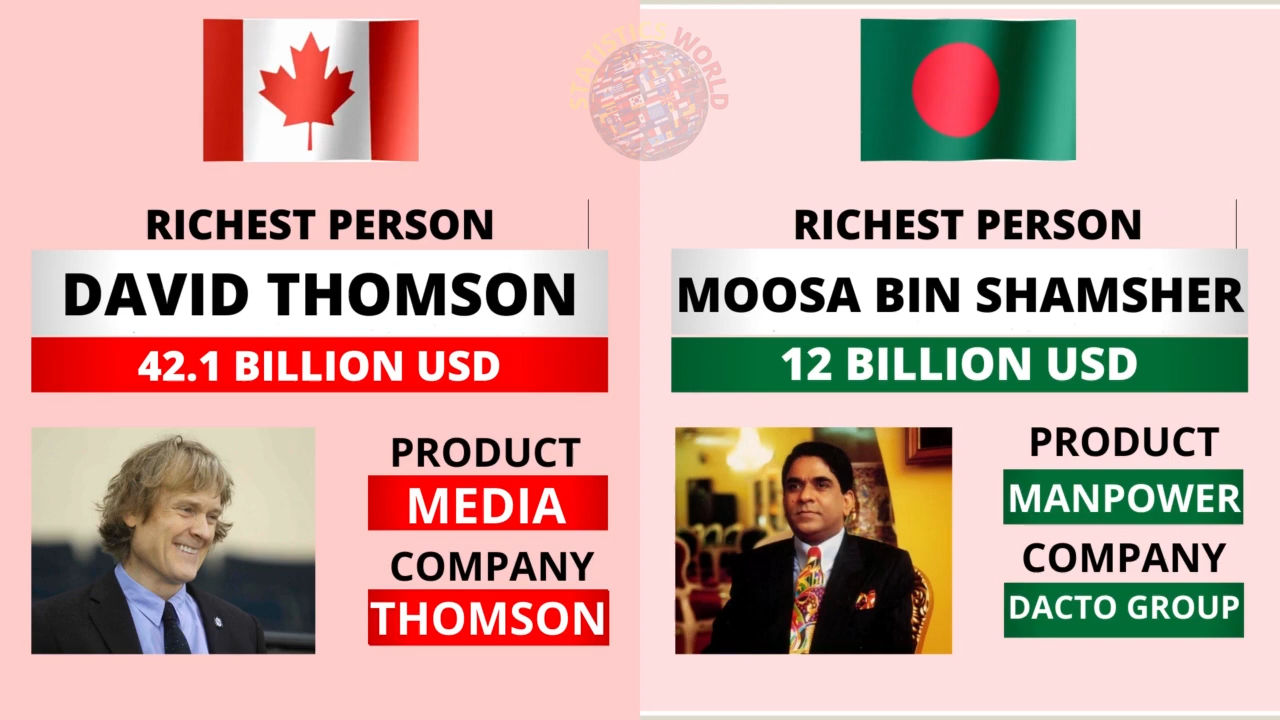 STATISTICS WORLD
RICHEST PERSON
DAVID THOMSON
42.1 BILLION USD
PRODUCT
MEDIA
COMPANY
THOMSON
RICHEST PERSON
MOOSA BIN SHAMSHER
12 BILLION USD
PRODUCT
MANPOWER
COMPANY
DACTO GROUP